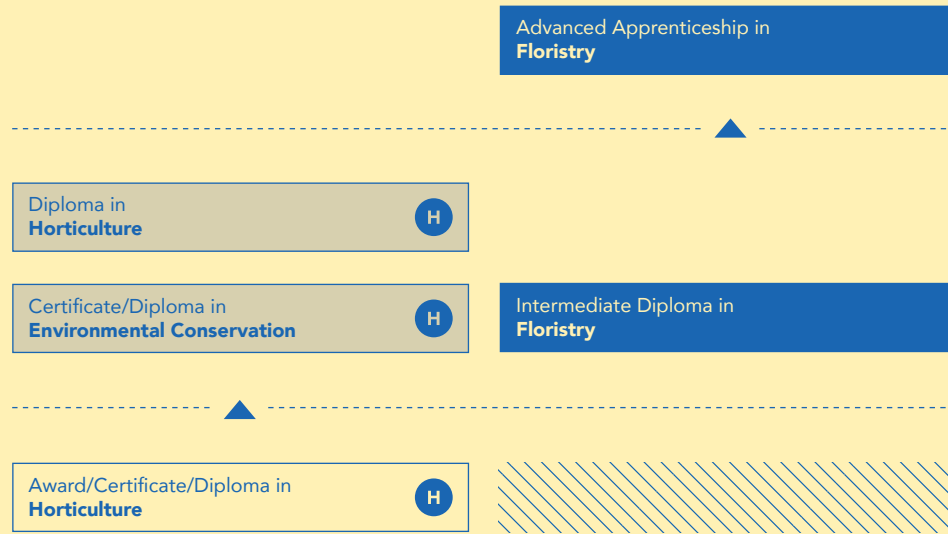 Advanced Apprenticeship in
Floristry
Diploma in
Horticulture
H
Certificate/Diploma in
Environmental Conservation
H
Intermediate Diploma in
Floristry
Award/Certificate/Diploma in
Horticulture
H